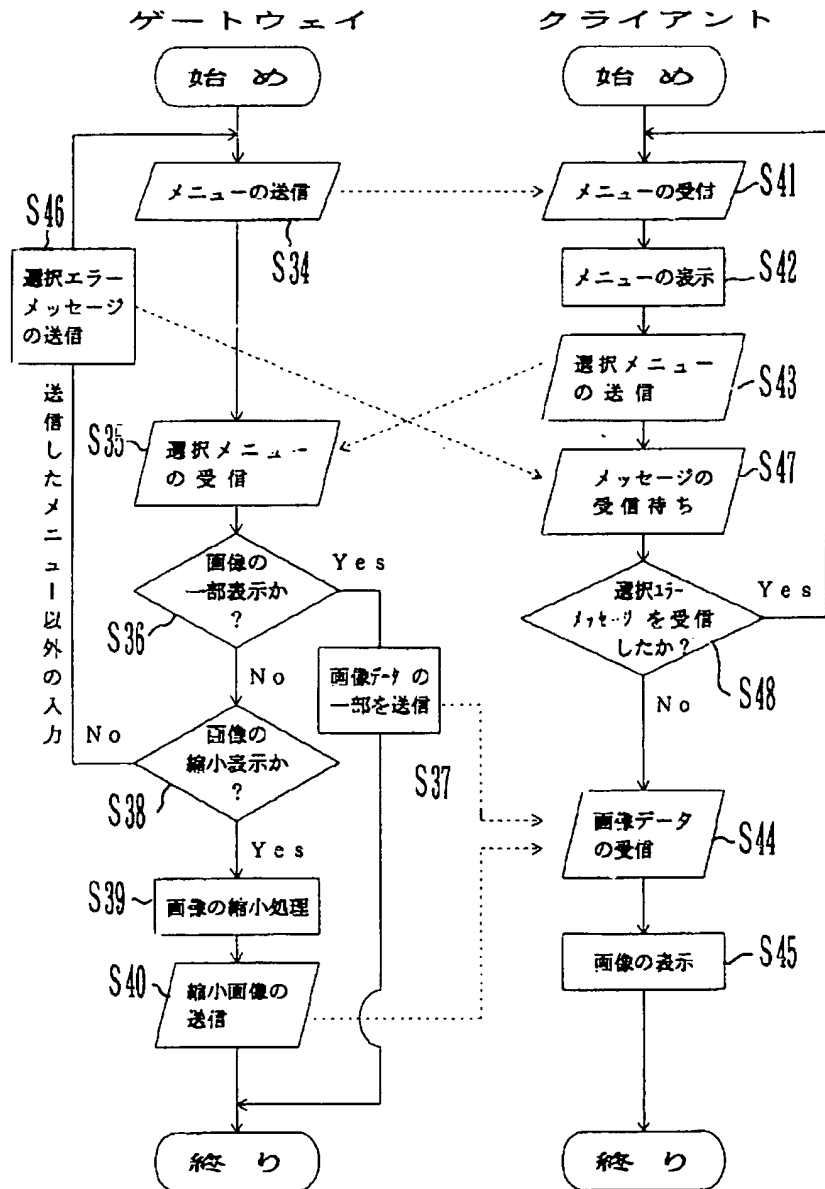 ゲートウェイ
クライアント
始め
始め
メニューの送信
S34
メニューの受付
S41
S46
選択エラー
メッセージ
の送信
メニューの表示
S42
選択メニュー
の送信
S43
送信したメニュー以外の入力
S35
選択メニュー
の受信
メッセージの
受信待ち
S47
画像の
一部表示か
?
Yes
S36
No
選択エラー
メッセージを受信
したか?
Yes
S48
No
画像データの
一部を送信
S37
画像の
縮小表示か
?
No
S38
Yes
画像データ
の受信
S44
S39
画像の縮小処理
画像の表示
S45
S40
縮小画像の
送信
終り
終り